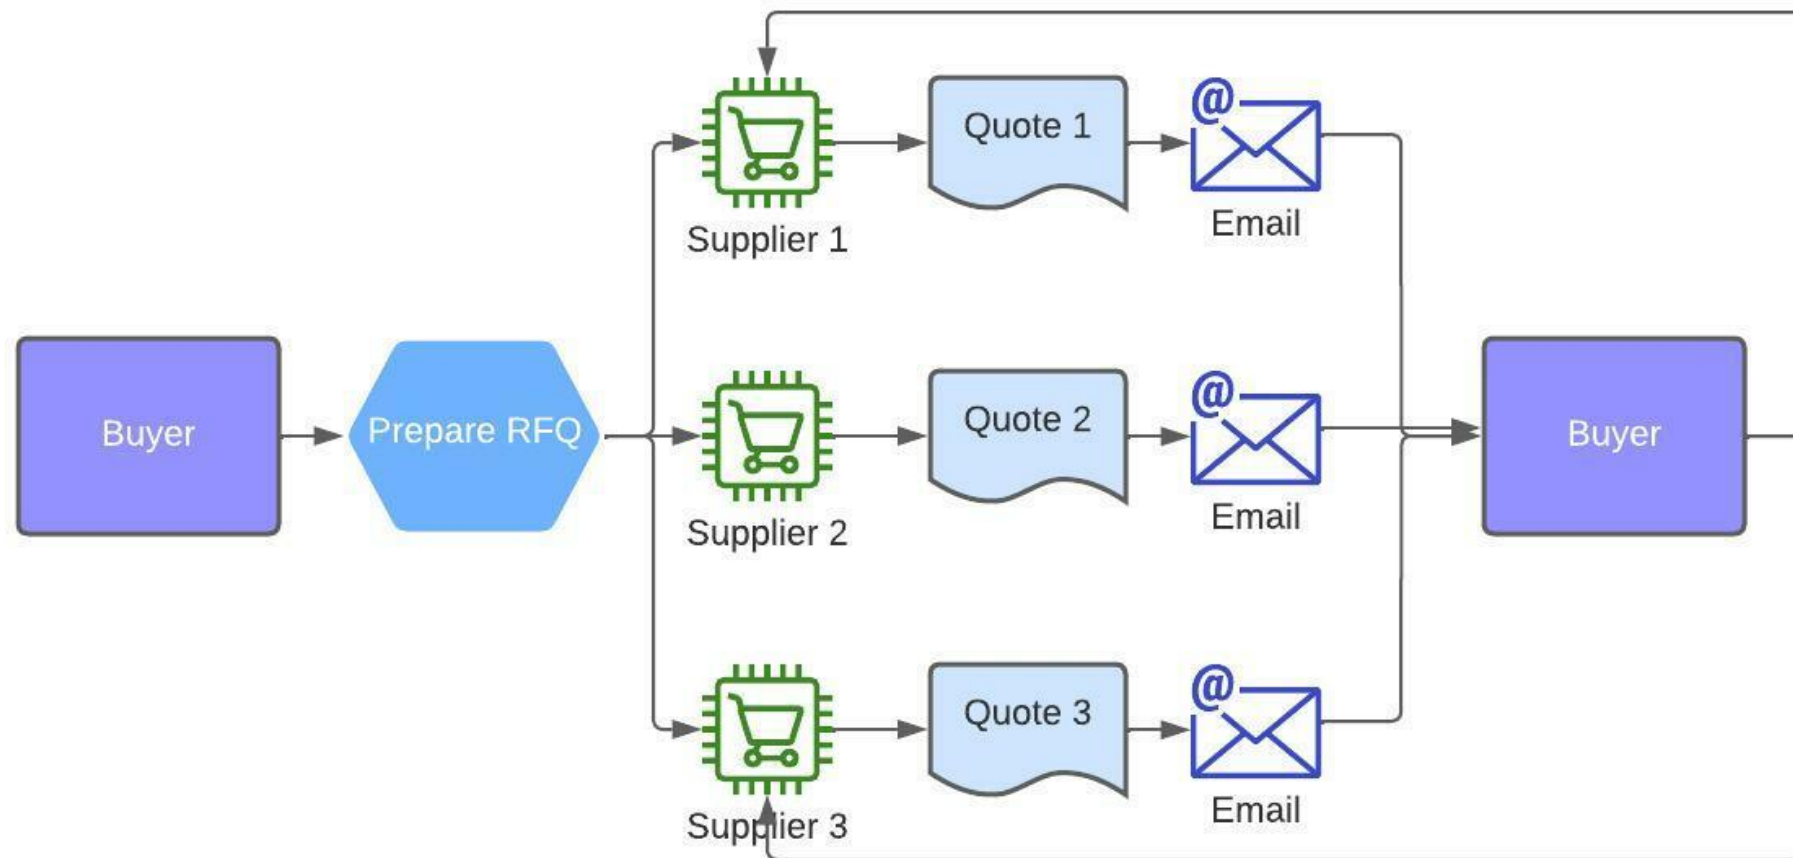 Quote 1
Email
Supplier 1
Buyer
Prepare RFQ
Quote 2
Email
Supplier 2
Buyer
Quote 3
Email
Supplier 3